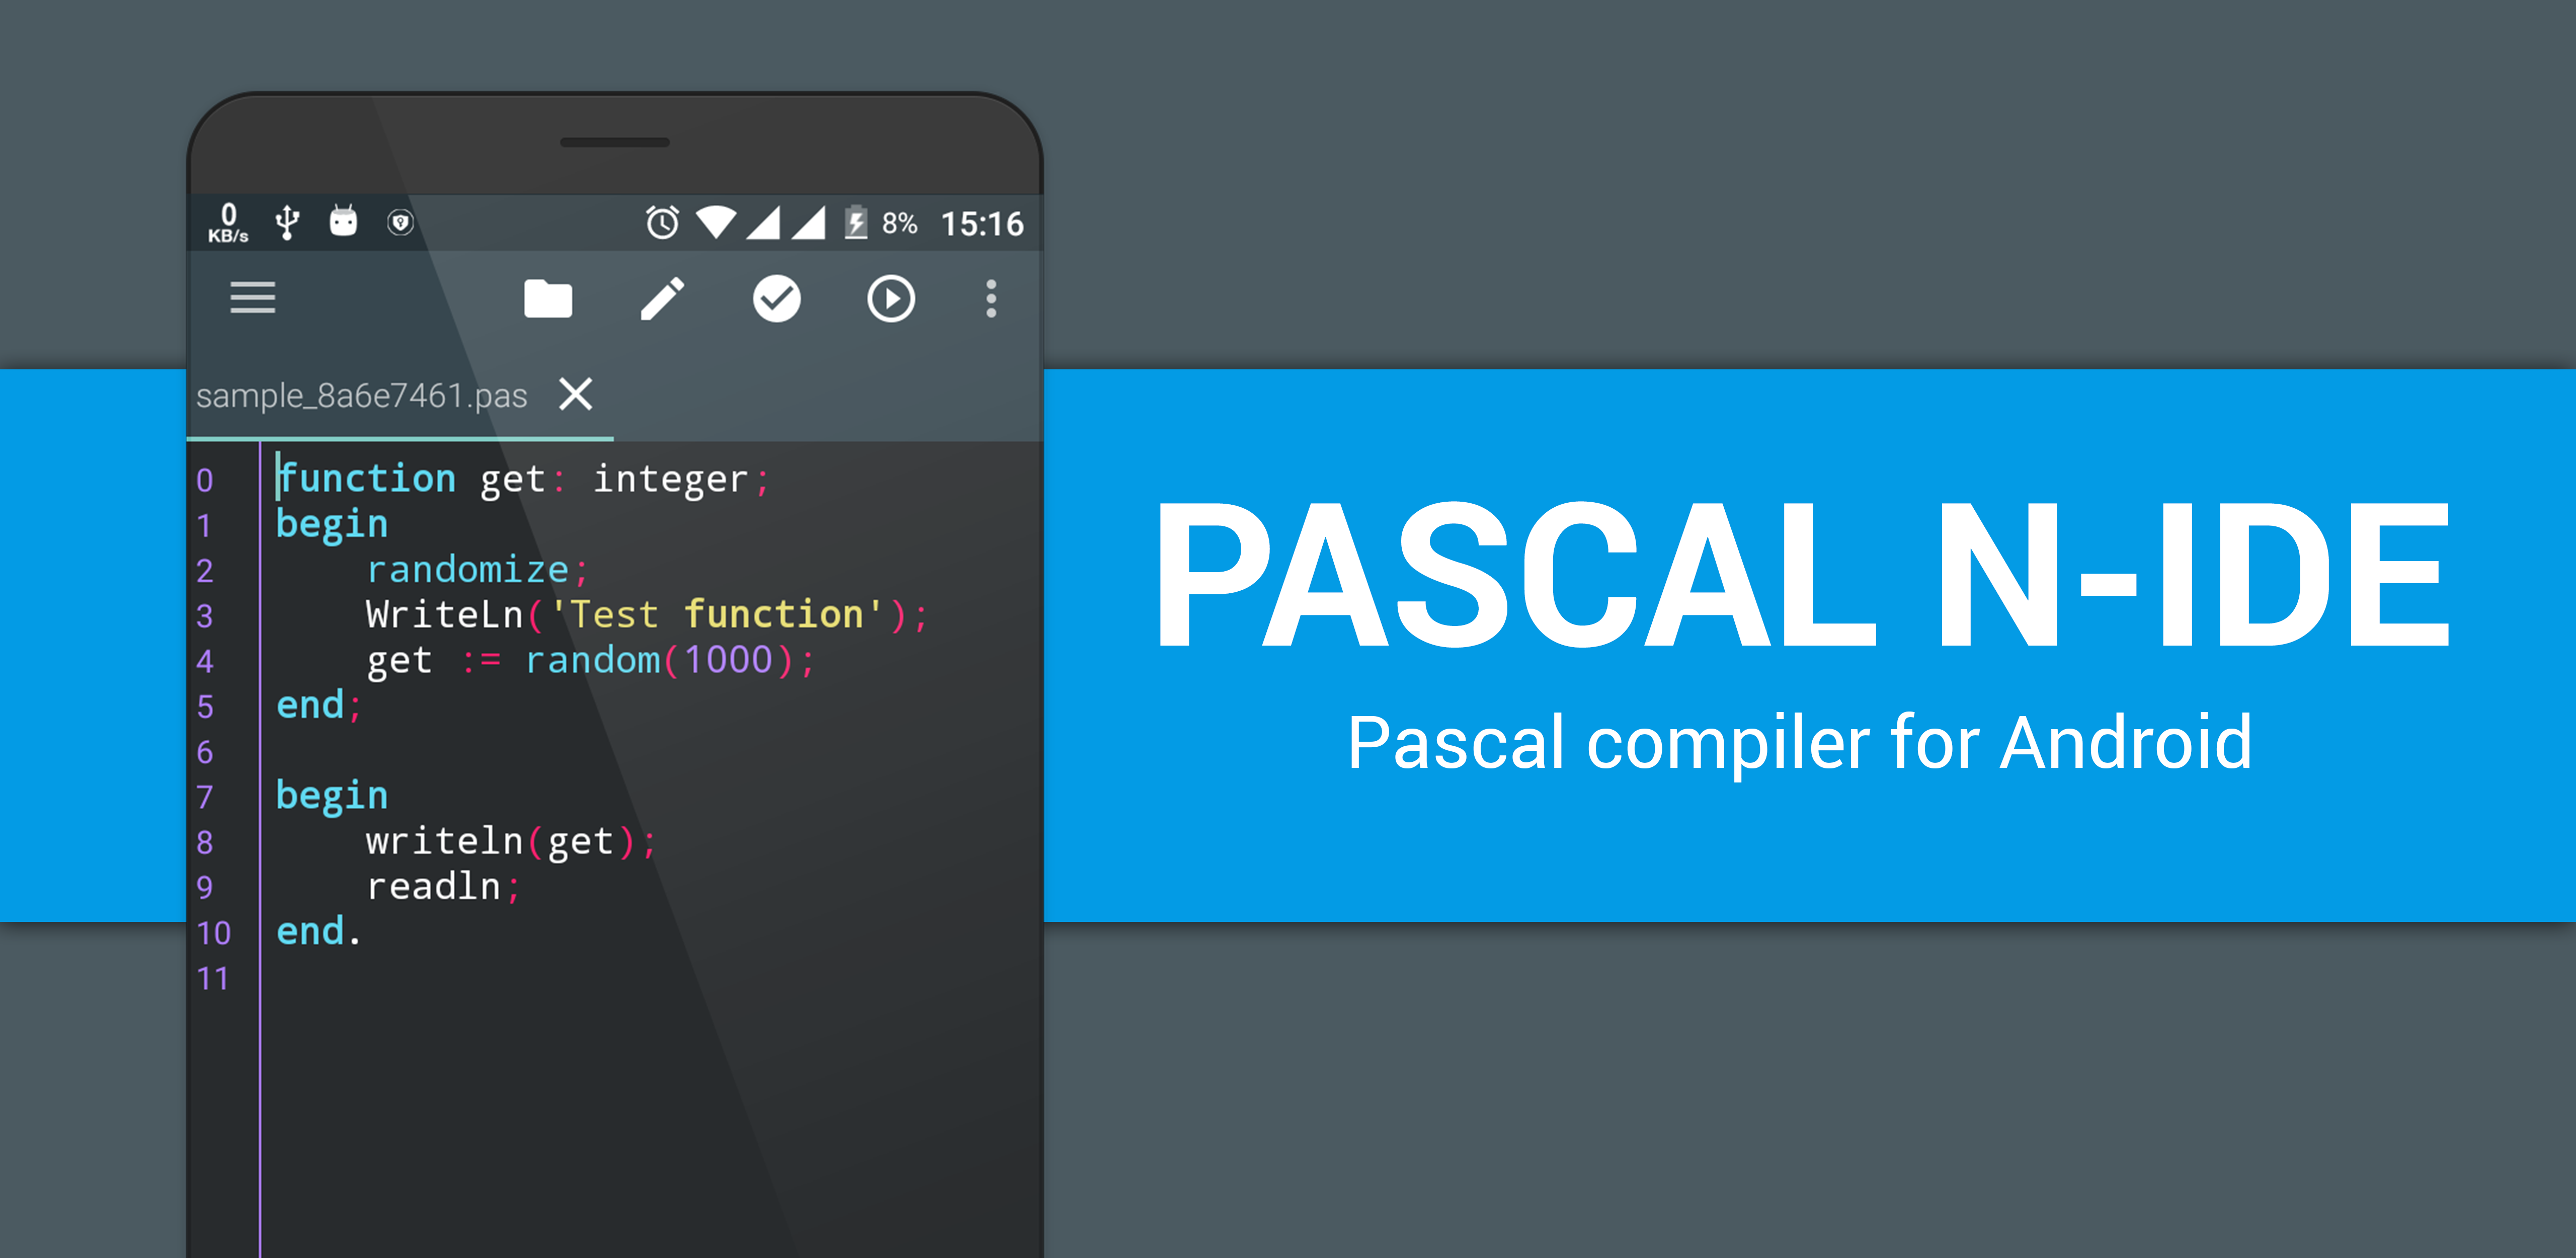 0
KB/s
8% 15:16
sample_8a6e7461.pas
0 function get: integer;
1 begin
2     randomize;
3     WriteLn('Test function');
4     get := random(1000);
5 end;
6
7 begin
8     writeln(get);
9     readln;
10 end.
11
PASCAL N-IDE
Pascal compiler for Android